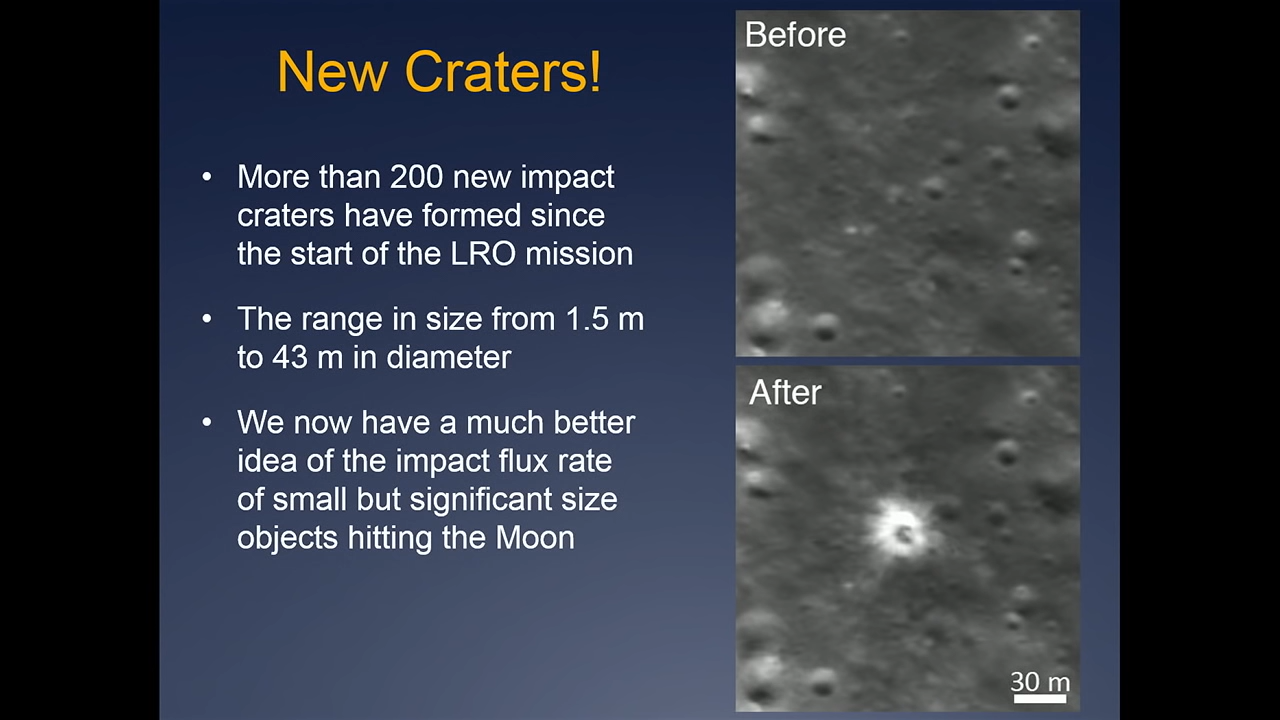 New Craters!
• More than 200 new impact
craters have formed since
the start of the LRO mission
• The range in size from 1.5 m
to 43 m in diameter
• We now have a much better
idea of the impact flux rate
of small but significant size
objects hitting the Moon
Before
After
30 m